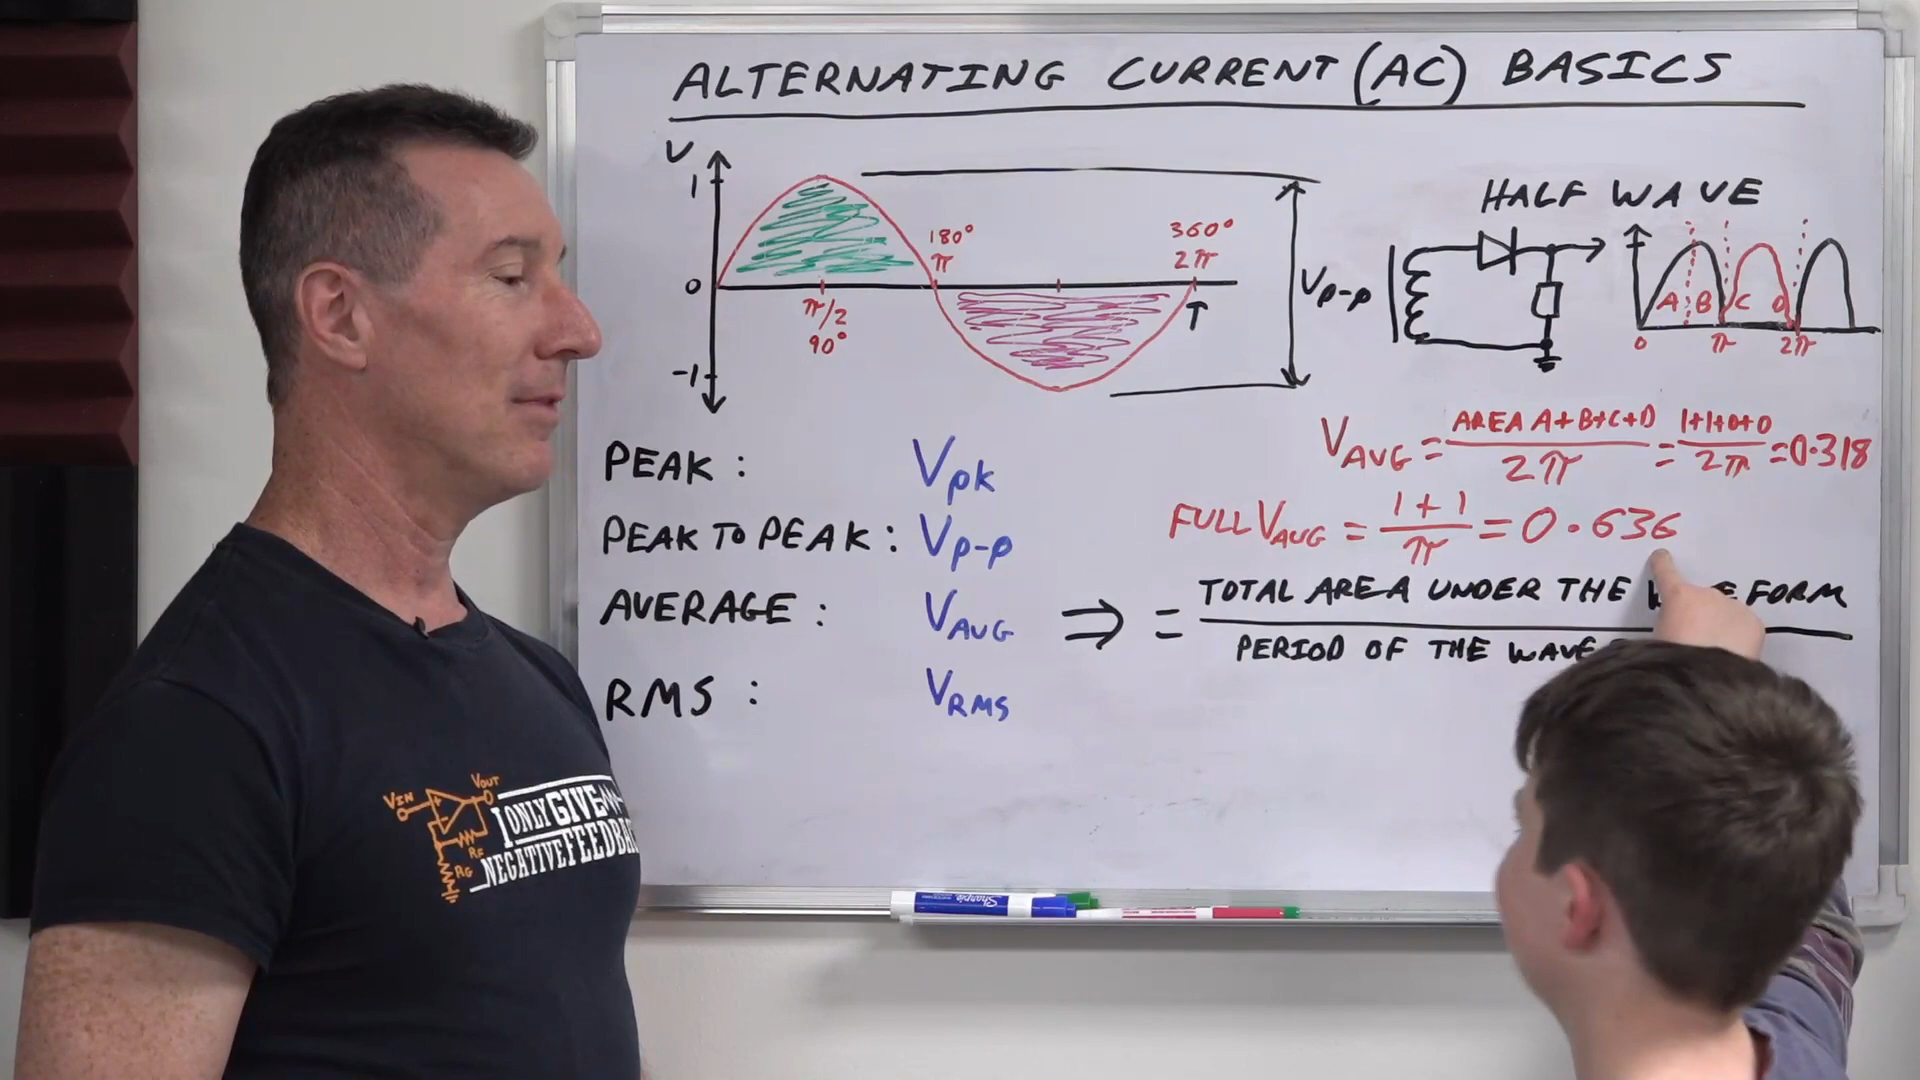 ALTERNATING CURRENT (AC) BASICS
V
1
0
-1
180°
π
π/2
90°
360°
2π
T
Vp-p
HALF WAVE
A B C D
0 π 2π
VAVG = AREA A+B+C+D / 2π = 1+1+0+0 / 2π = 0.318
FULL VAVG = 1+1 / π = 0.636
PEAK : Vpk
PEAK TO PEAK : Vp-p
AVERAGE : VAVG ⇒ = TOTAL AREA UNDER THE FORM
PERIOD OF THE
RMS : VRMS
VIN
VOUT
RF
RG
I ONLY GIVE
NEGATIVE
Sharpie